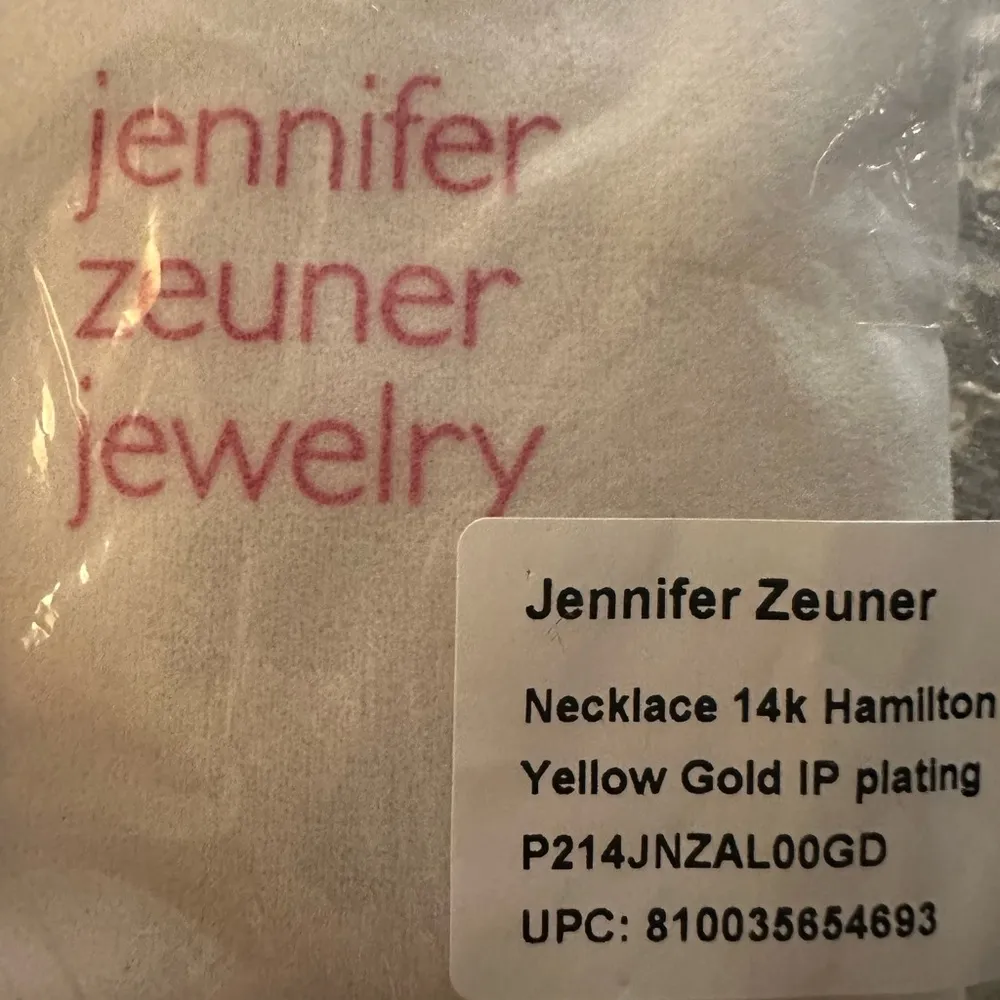 jennifer
zeuner
jewelry
Jennifer Zeuner
Necklace 14k Hamilton
Yellow Gold IP plating
P214JNZAL00GD
UPC: 810035654693